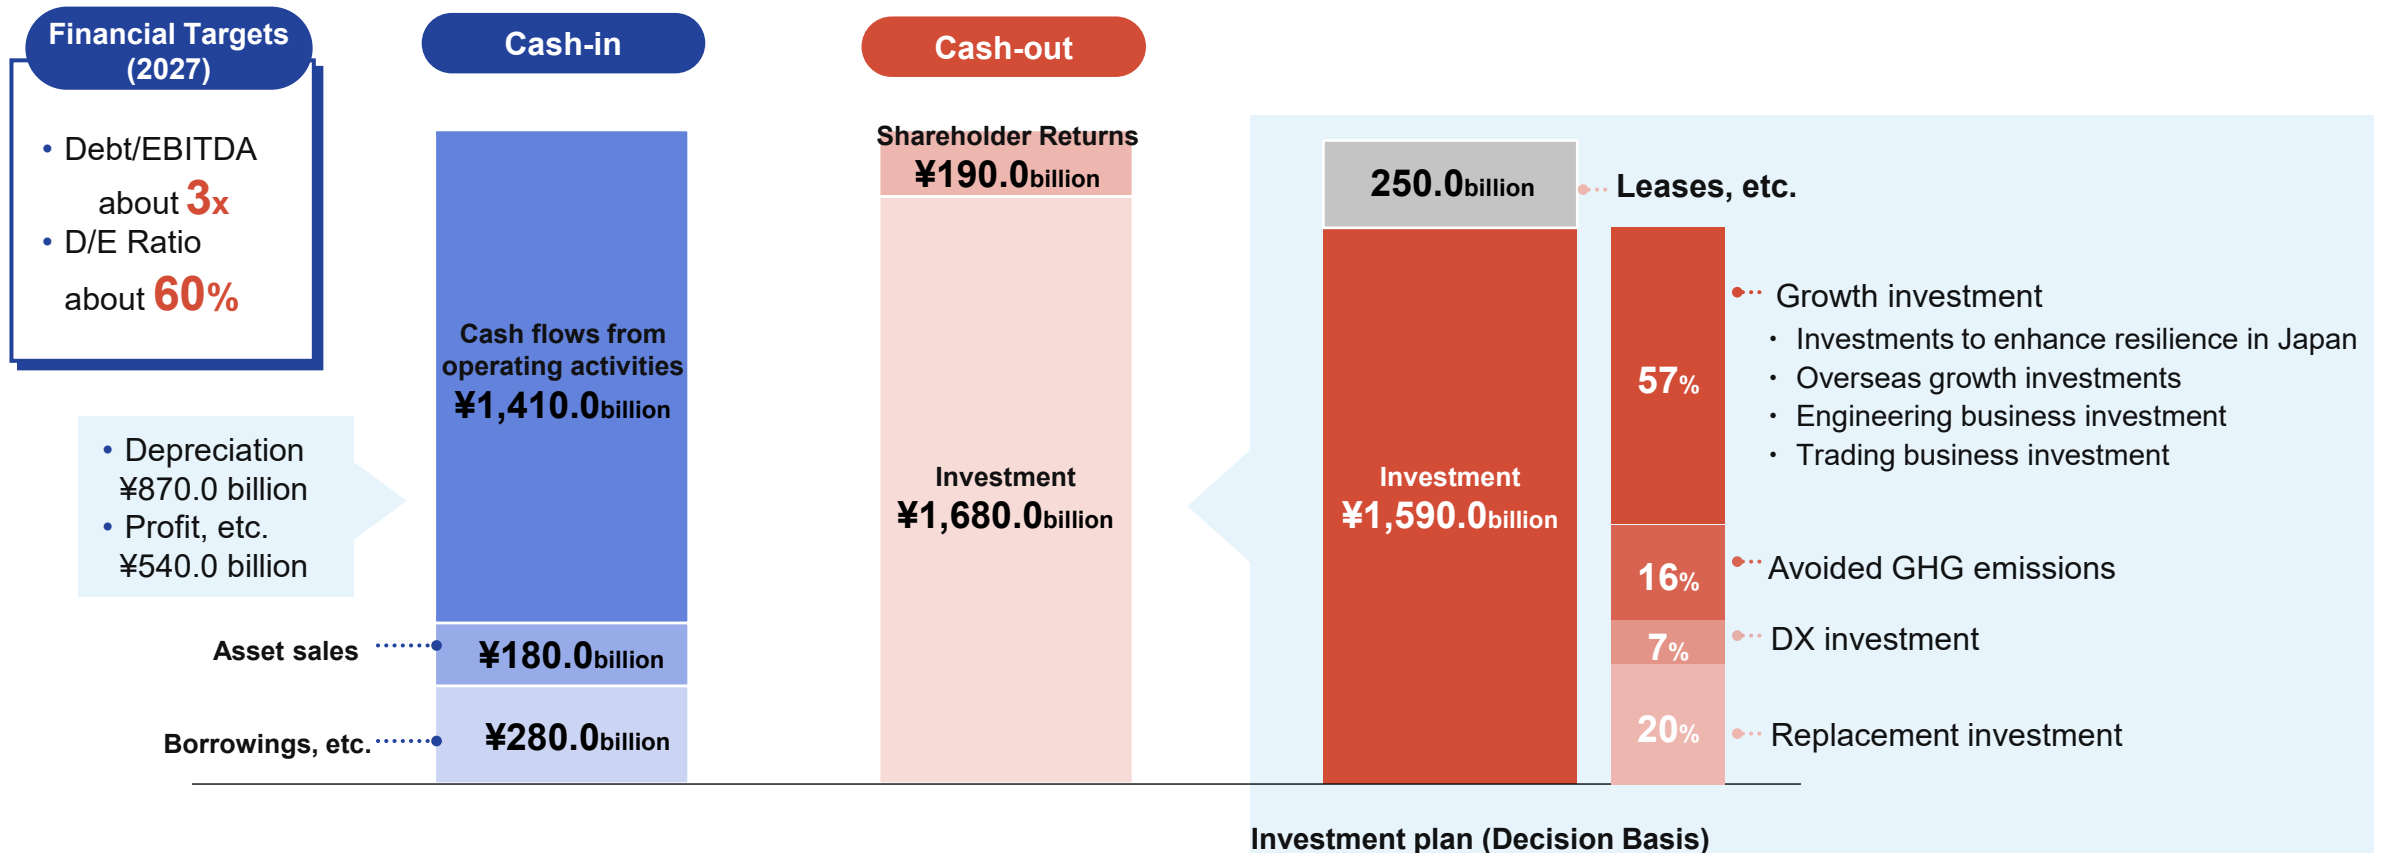 Financial Targets
(2027)
• Debt/EBITDA
about 3x
• D/E Ratio
about 60%
• Depreciation
¥870.0 billion
• Profit, etc.
¥540.0 billion
Cash-in
Cash flows from
operating activities
¥1,410.0billion
Asset sales
¥180.0billion
Borrowings, etc.
¥280.0billion
Cash-out
Shareholder Returns
¥190.0billion
Investment
¥1,680.0billion
250.0billion
Leases, etc.
Investment
¥1,590.0billion
57%
Growth investment
・ Investments to enhance resilience in Japan
・ Overseas growth investments
・ Engineering business investment
・ Trading business investment
16%
Avoided GHG emissions
7%
DX investment
20%
Replacement investment
Investment plan (Decision Basis)